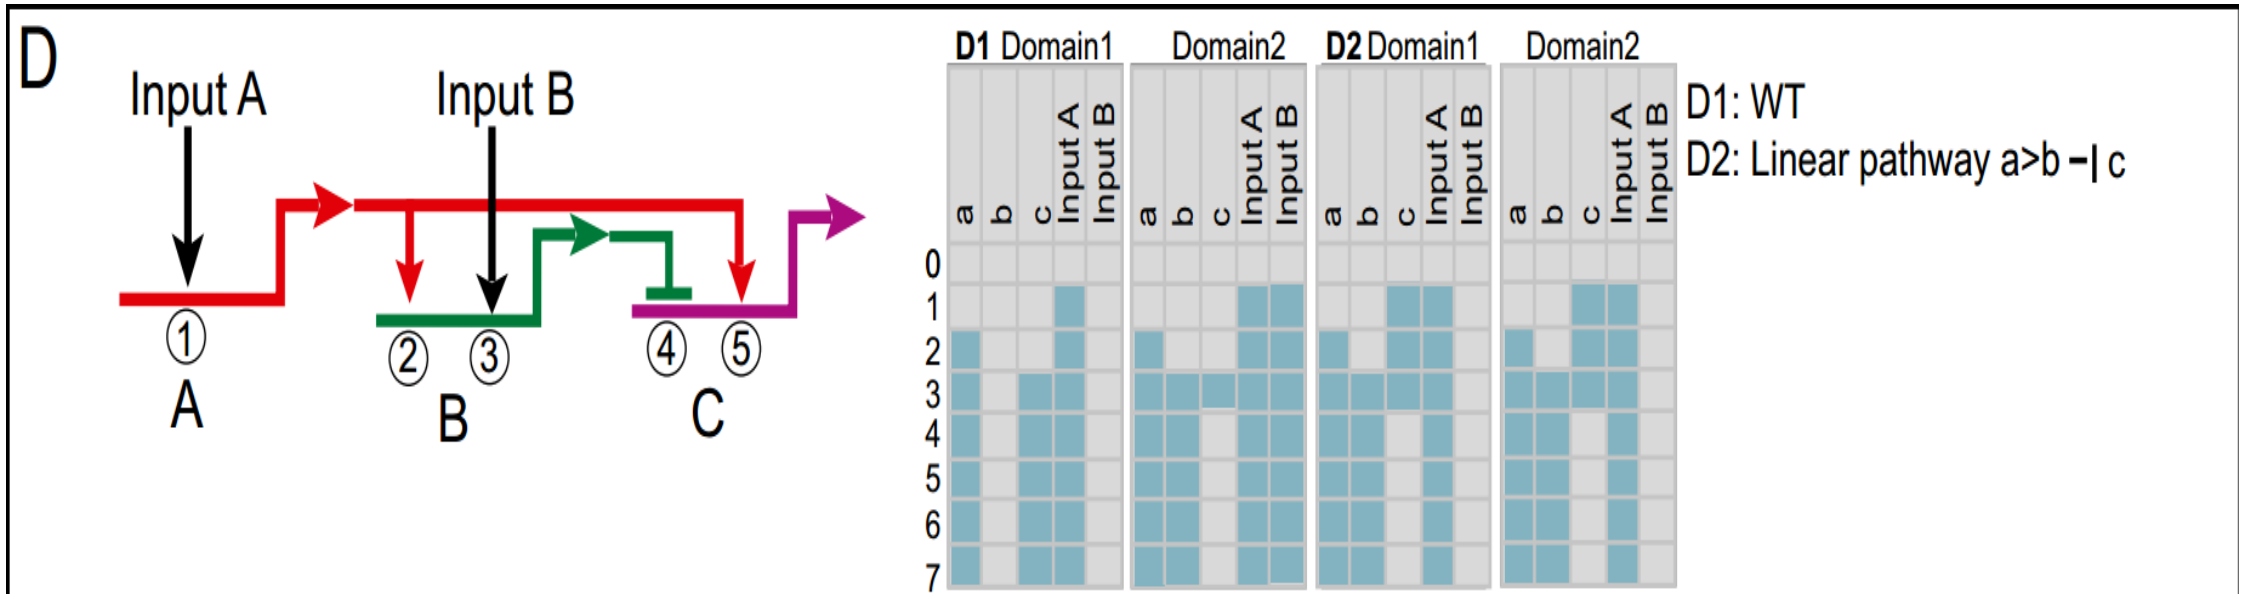 D
Input A
Input B
1
2
3
4
5
A
B
C
D1 Domain1
Domain2
D2 Domain1
Domain2
a b c Input A Input B
a b c Input A Input B
a b c Input A Input B
a b c Input A Input B
0
1
2
3
4
5
6
7
D1: WT
D2: Linear pathway a>b –| c